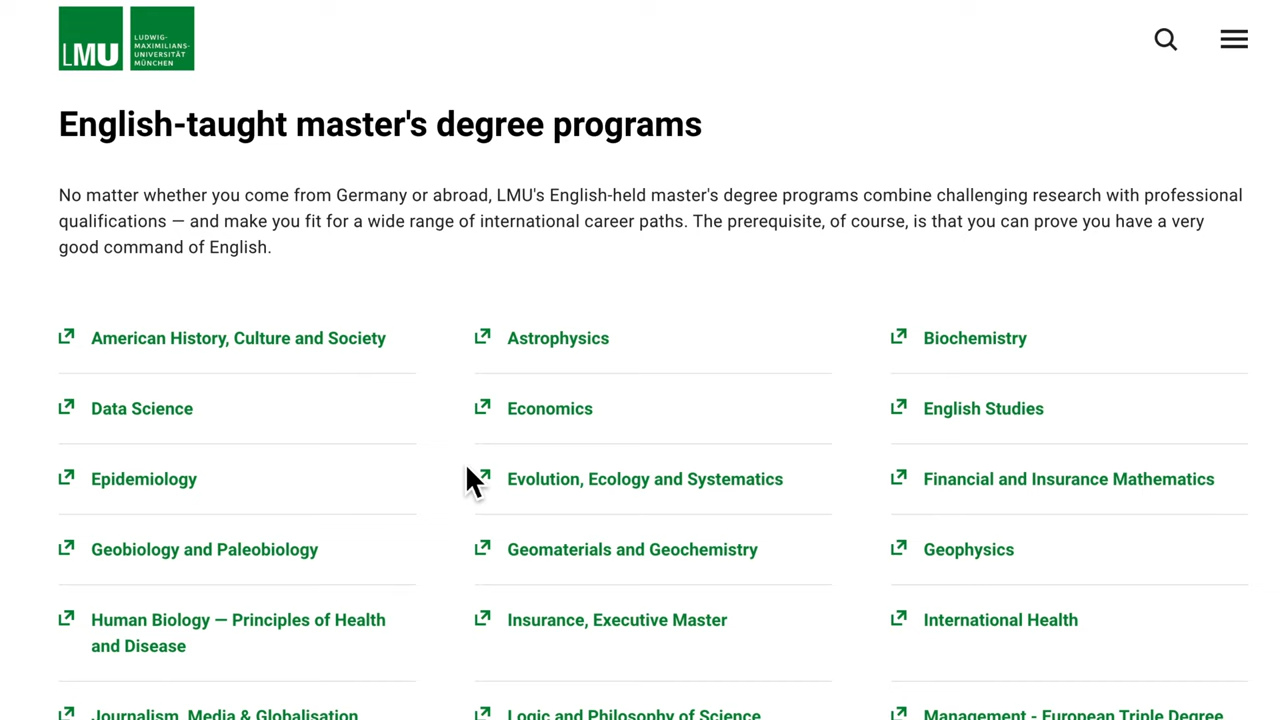 LMU
LUDWIG-
MAXIMILIANS-
UNIVERSITÄT
MÜNCHEN
English-taught master's degree programs
No matter whether you come from Germany or abroad, LMU's English-held master's degree programs combine challenging research with professional
qualifications — and make you fit for a wide range of international career paths. The prerequisite, of course, is that you can prove you have a very
good command of English.
American History, Culture and Society
Astrophysics
Biochemistry
Data Science
Economics
English Studies
Epidemiology
Evolution, Ecology and Systematics
Financial and Insurance Mathematics
Geobiology and Paleobiology
Geomaterials and Geochemistry
Geophysics
Human Biology — Principles of Health
and Disease
Insurance, Executive Master
International Health
Journalism, Media & Globalisation
Logic and Philosophy of Science
Management - European Triple Degree